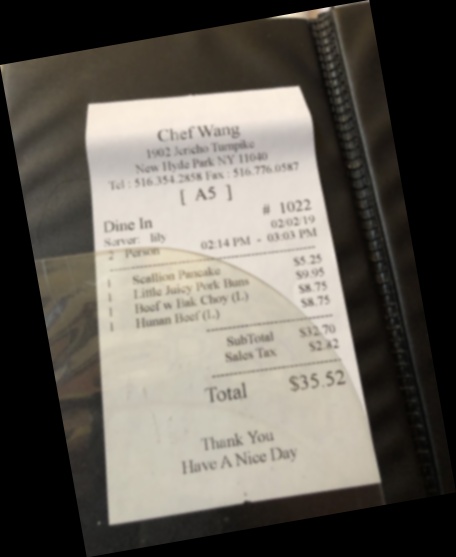 Chef Wang
1902 Jericho Turnpike
New Hyde Park NY 11040
Tel : 516.354.2858 Fax : 516.776.0587
[ A5 ]
Dine In # 1022
Server: lily 02/02/19
2 Person 02:14 PM - 03:03 PM
1 Scallion Pancake $5.25
1 Little Juicy Pork Buns $9.95
1 Beef w Bak Choy (L) $8.75
1 Hunan Beef (L) $8.75
SubTotal $32.70
Sales Tax $2.82
Total $35.52
Thank You
Have A Nice Day